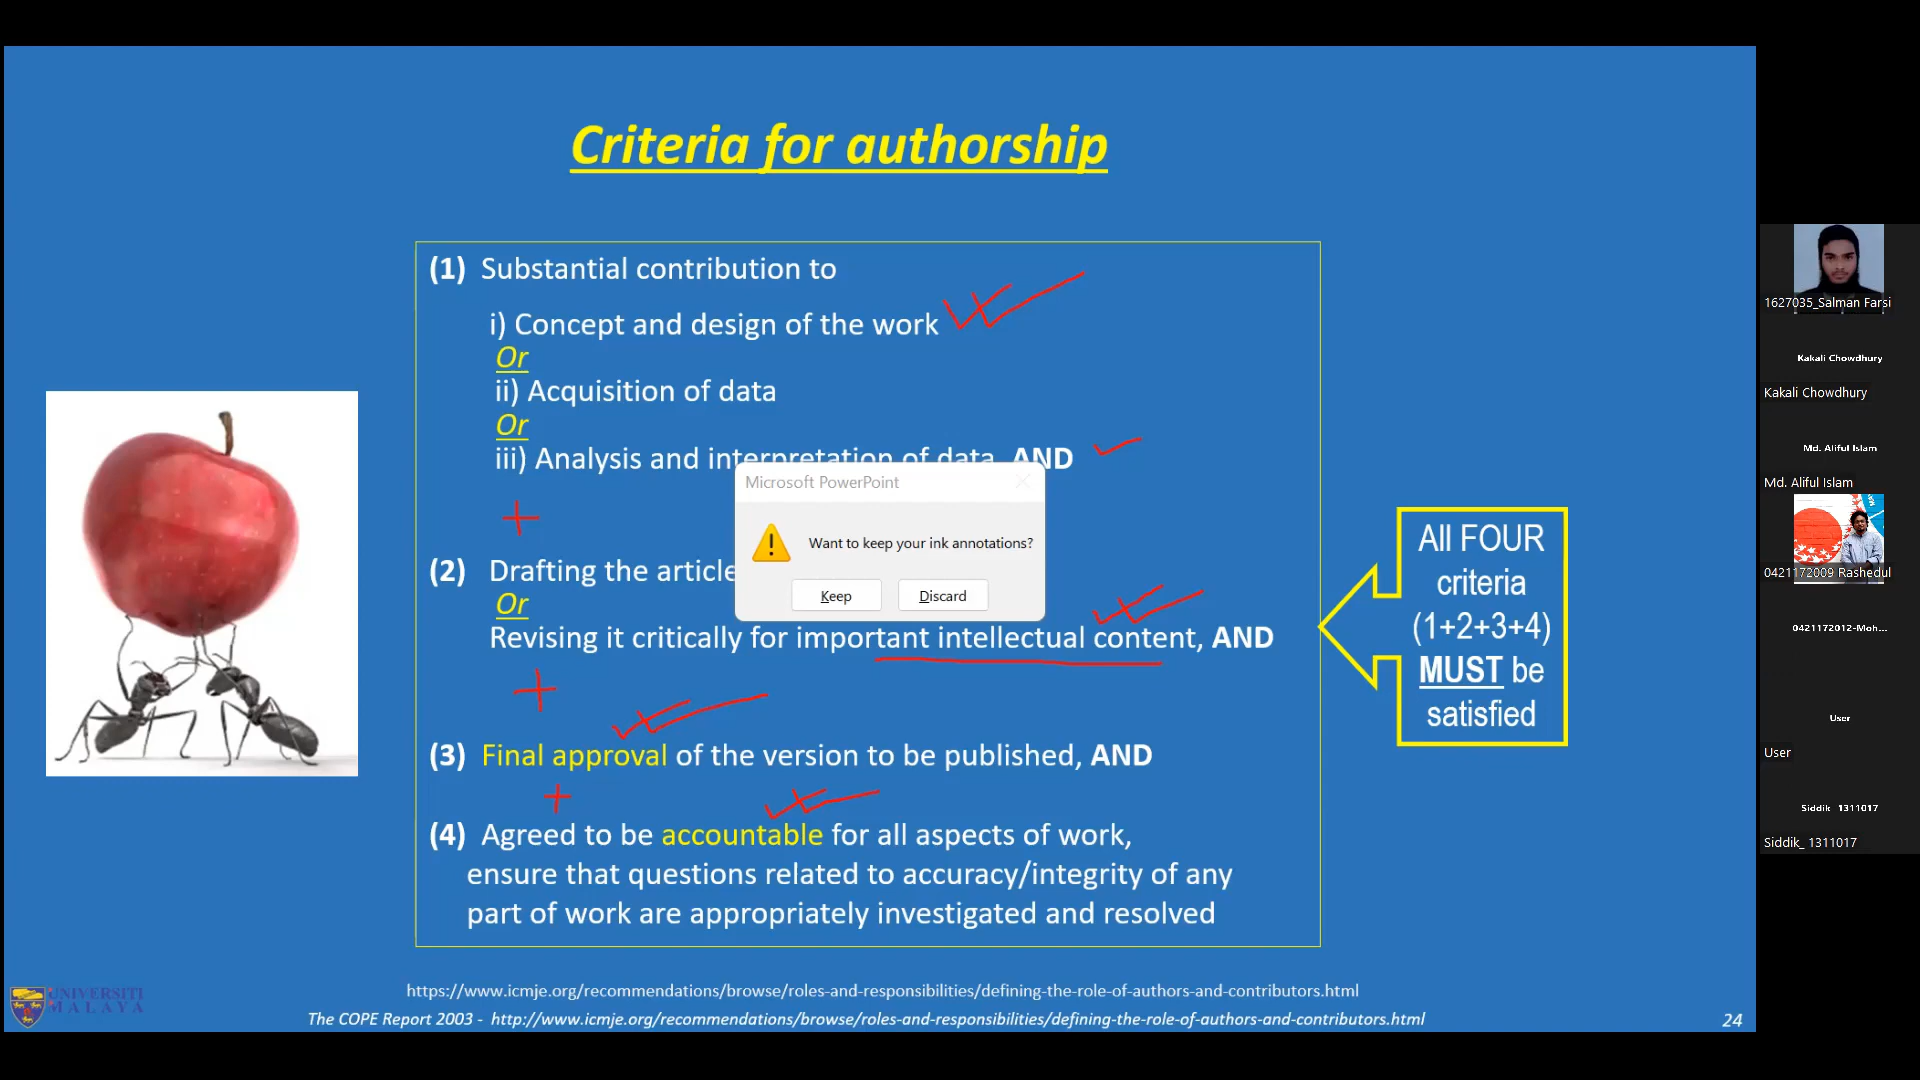 Criteria for authorship
(1) Substantial contribution to
i) Concept and design of the work
Or
ii) Acquisition of data
Or
iii) Analysis and interpretation of data, AND
Microsoft PowerPoint
Want to keep your ink annotations?
Keep
Discard
(2) Drafting the article
Or
Revising it critically for important intellectual content, AND
(3) Final approval of the version to be published, AND
(4) Agreed to be accountable for all aspects of work,
ensure that questions related to accuracy/integrity of any
part of work are appropriately investigated and resolved
All FOUR
criteria
(1+2+3+4)
MUST be
satisfied
UNIVERSITI
MALAYA
https://www.icmje.org/recommendations/browse/roles-and-responsibilities/defining-the-role-of-authors-and-contributors.html
The COPE Report 2003 - http://www.icmje.org/recommendations/browse/roles-and-responsibilities/defining-the-role-of-authors-and-contributors.html
24
1627035_Salman Farsi
Kakali Chowdhury
Kakali Chowdhury
Md. Aliful Islam
Md. Aliful Islam
0421172009 Rashedul
0421172012-Moh...
User
User
Siddik_1311017
Siddik_ 1311017